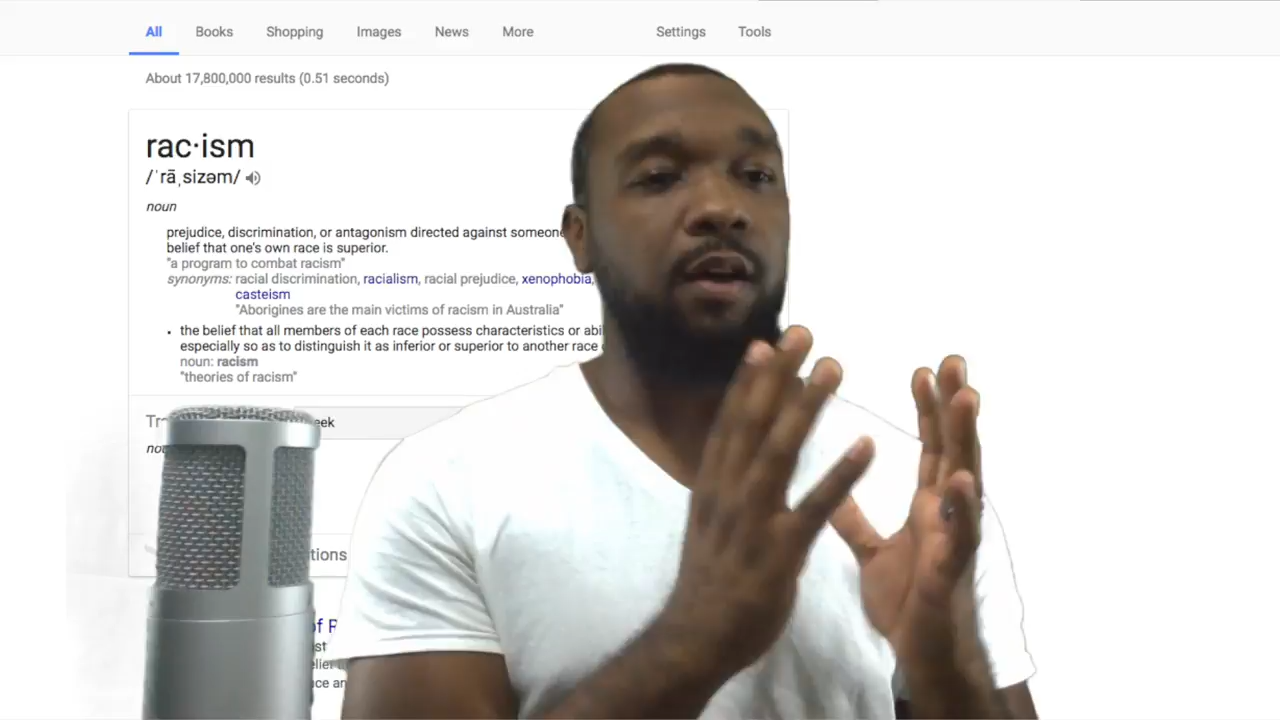 All Books Shopping Images News More Settings Tools
About 17,800,000 results (0.51 seconds)
rac·ism
/ˈrāˌsizəm/
noun
prejudice, discrimination, or antagonism directed against someone
belief that one's own race is superior.
"a program to combat racism"
synonyms: racial discrimination, racialism, racial prejudice, xenophobia,
casteism
"Aborigines are the main victims of racism in Australia"
• the belief that all members of each race possess characteristics or
especially so as to distinguish it as inferior or superior to another race
noun: racism
"theories of racism"
of